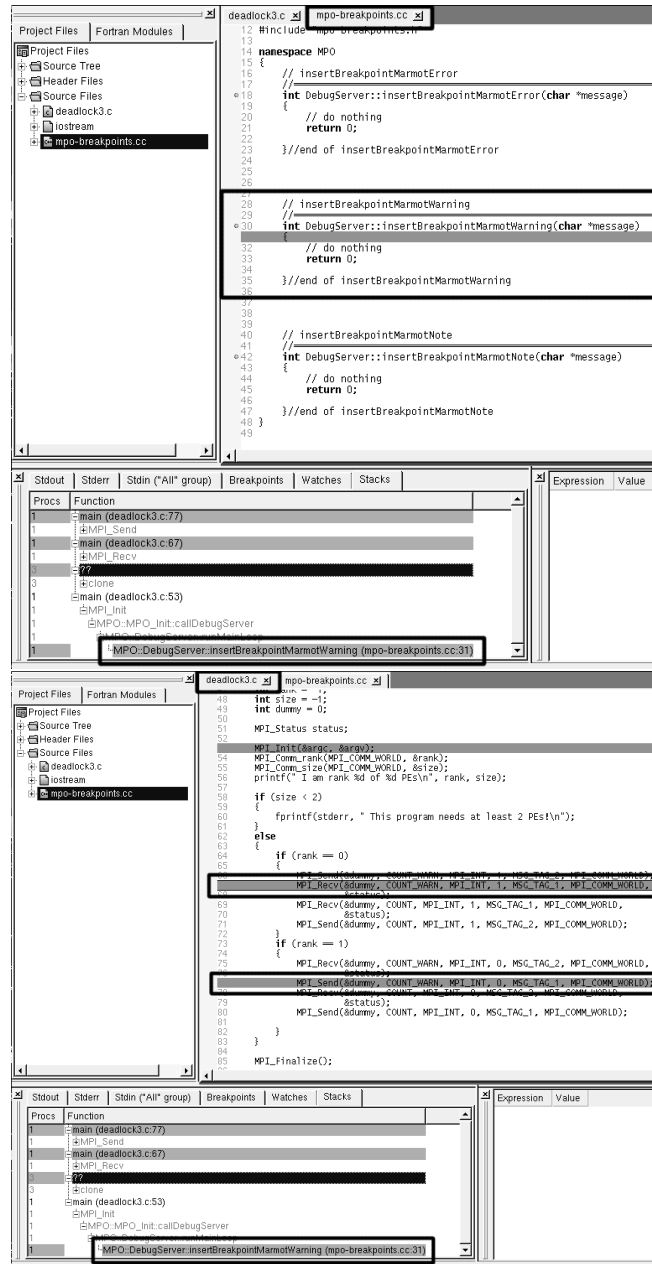 deadlock3.c x mpo-breakpoints.cc x
Project Files Fortran Modules
Project Files
Source Tree
Header Files
Source Files
deadlock3.c
iostream
mpo-breakpoints.cc
12 #include "mpo-breakpoints.h"
13
14 namespace MPO
15 {
16 // insertBreakpointMarmotError
17 //
18 int DebugServer::insertBreakpointMarmotError(char *message)
19 {
20 // do nothing
21 return 0;
22
23 }//end of insertBreakpointMarmotError
24
25
26
27
28 // insertBreakpointMarmotWarning
29 //
30 int DebugServer::insertBreakpointMarmotWarning(char *message)
{
32 // do nothing
33 return 0;
34
35 }//end of insertBreakpointMarmotWarning
36
37
38
39
40 // insertBreakpointMarmotNote
41 //
42 int DebugServer::insertBreakpointMarmotNote(char *message)
43 {
44 // do nothing
45 return 0;
46
47 }//end of insertBreakpointMarmotNote
48 }
49
Stdout Stderr Stdin ("All" group) Breakpoints Watches Stacks
Expression Value
Procs Function
1 main (deadlock3.c:77)
1 MPI_Send
1 main (deadlock3.c:67)
1 MPI_Recv
3 ??
3 clone
1 main (deadlock3.c:53)
1 MPI_Init
1 MPO::MPO_Init::callDebugServer
1 MPO::DebugServer::runMainLoop
1 MPO::DebugServer::insertBreakpointMarmotWarning (mpo-breakpoints.cc:31)
deadlock3.c x mpo-breakpoints.cc x
Project Files Fortran Modules
Project Files
Source Tree
Header Files
Source Files
deadlock3.c
iostream
mpo-breakpoints.cc
int rank = -1;
48 int size = -1;
49 int dummy = 0;
50
51 MPI_Status status;
52
MPI_Init(&argc, &argv);
54 MPI_Comm_rank(MPI_COMM_WORLD, &rank);
55 MPI_Comm_size(MPI_COMM_WORLD, &size);
56 printf(" I am rank %d of %d PEs\n", rank, size);
57
58 if (size < 2)
59 {
60 fprintf(stderr, " This program needs at least 2 PEs!\n");
61 }
62 else
63 {
64 if (rank == 0)
65 {
MPI_Send(&dummy, COUNT_WARN, MPI_INT, 1, MSG_TAG_2, MPI_COMM_WORLD);
MPI_Recv(&dummy, COUNT_WARN, MPI_INT, 1, MSG_TAG_1, MPI_COMM_WORLD,
&status);
69 MPI_Recv(&dummy, COUNT, MPI_INT, 1, MSG_TAG_1, MPI_COMM_WORLD,
70 &status);
71 MPI_Send(&dummy, COUNT, MPI_INT, 1, MSG_TAG_2, MPI_COMM_WORLD);
72 }
73 if (rank == 1)
74 {
75 MPI_Recv(&dummy, COUNT_WARN, MPI_INT, 0, MSG_TAG_2, MPI_COMM_WORLD,
&status);
MPI_Send(&dummy, COUNT_WARN, MPI_INT, 0, MSG_TAG_1, MPI_COMM_WORLD);
MPI_Recv(&dummy, COUNT, MPI_INT, 0, MSG_TAG_2, MPI_COMM_WORLD,
79 &status);
80 MPI_Send(&dummy, COUNT, MPI_INT, 0, MSG_TAG_1, MPI_COMM_WORLD);
81
82 }
83 }
84
85 MPI_Finalize();
Stdout Stderr Stdin ("All" group) Breakpoints Watches Stacks
Expression Value
Procs Function
1 main (deadlock3.c:77)
1 MPI_Send
1 main (deadlock3.c:67)
1 MPI_Recv
3 ??
3 clone
1 main (deadlock3.c:53)
1 MPI_Init
1 MPO::MPO_Init::callDebugServer
1 MPO::DebugServer::runMainLoop
1 MPO::DebugServer::insertBreakpointMarmotWarning (mpo-breakpoints.cc:31)